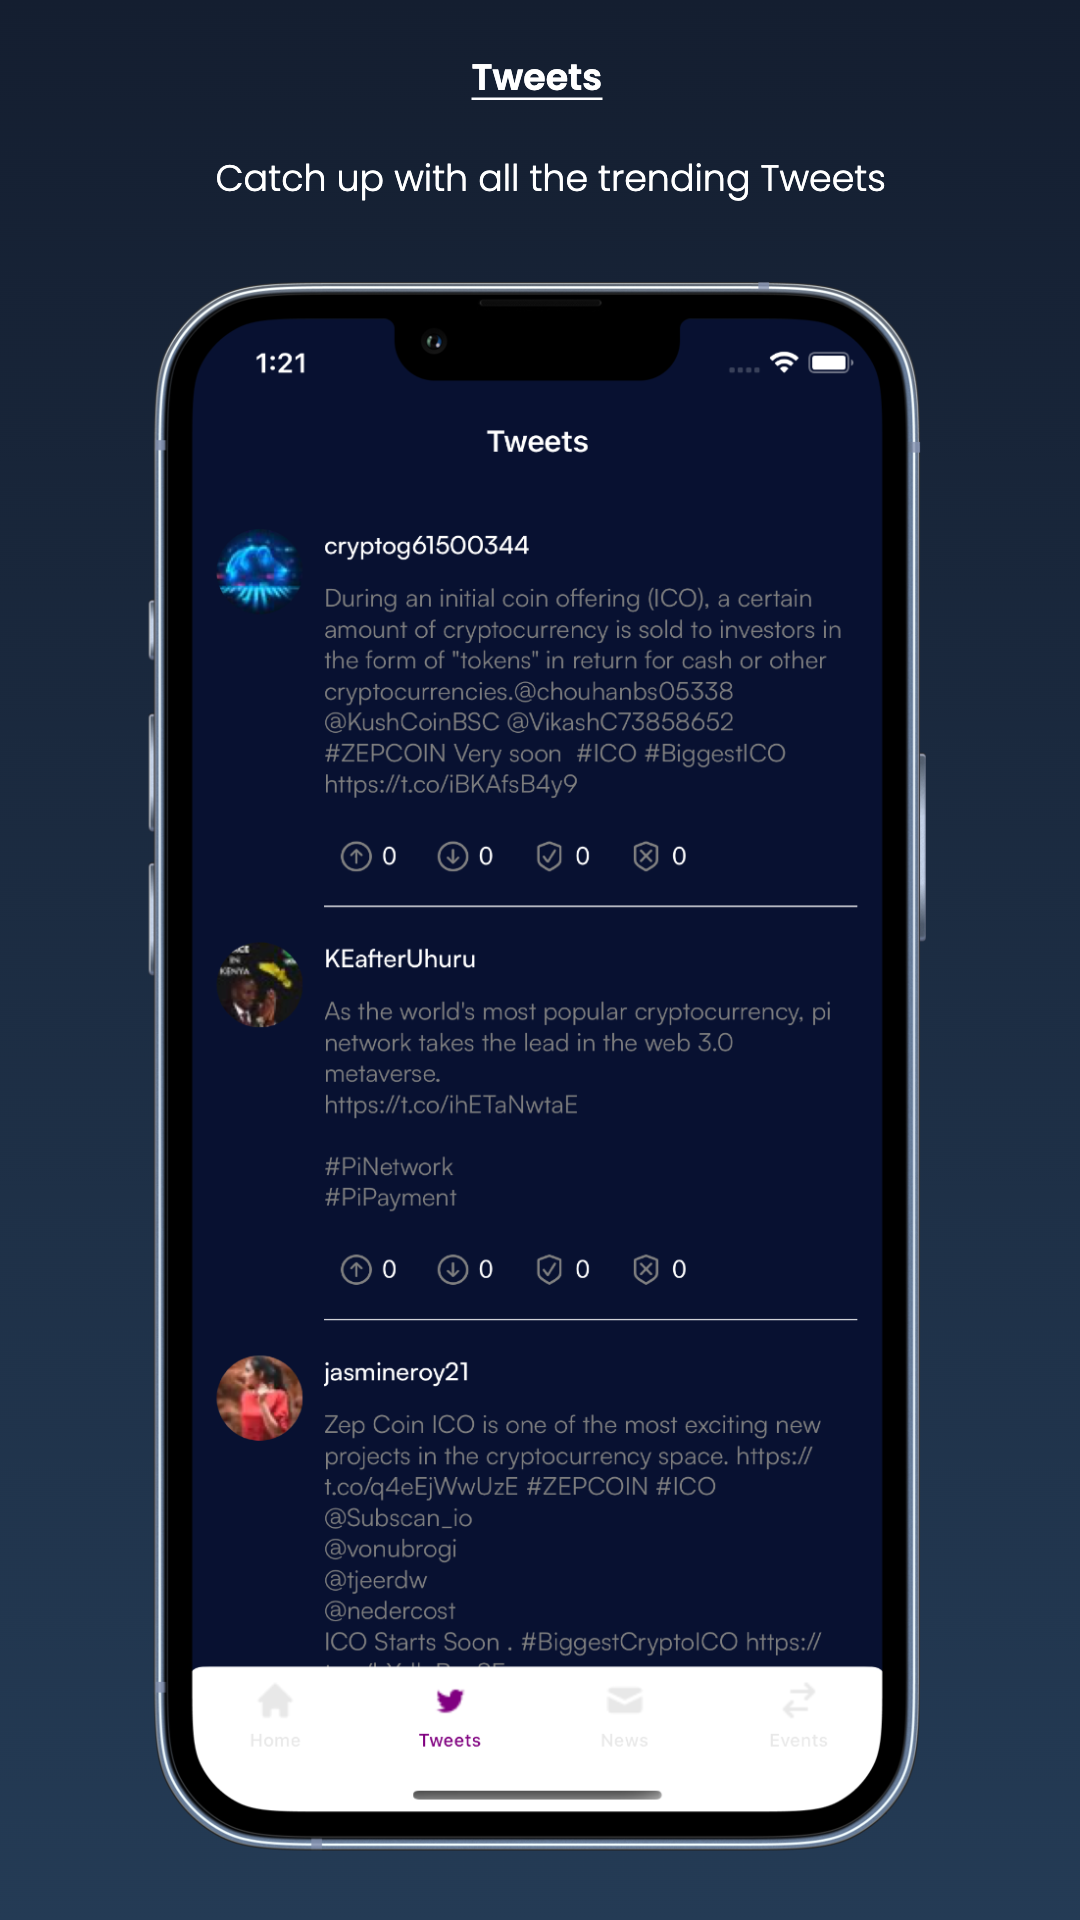 Tweets
Catch up with all the trending Tweets
1:21
Tweets
cryptog61500344
During an initial coin offering (ICO), a certain
amount of cryptocurrency is sold to investors in
the form of "tokens" in return for cash or other
cryptocurrencies.@chouhanbs05338
@KushCoinBSC @VikashC73858652
#ZEPCOIN Very soon  #ICO #BiggestICO
https://t.co/iBKAfsB4y9
0 0 0 0
IN
KENYA
KEafterUhuru
As the world's most popular cryptocurrency, pi
network takes the lead in the web 3.0
metaverse.
https://t.co/ihETaNwtaE
#PiNetwork
#PiPayment
0 0 0 0
jasmineroy21
Zep Coin ICO is one of the most exciting new
projects in the cryptocurrency space. https://
t.co/q4eEjWwUzE #ZEPCOIN #ICO
@Subscan_io
@vonubrogi
@tjeerdw
@nedercost
ICO Starts Soon . #BiggestCryptoICO https://
Home Tweets News Events